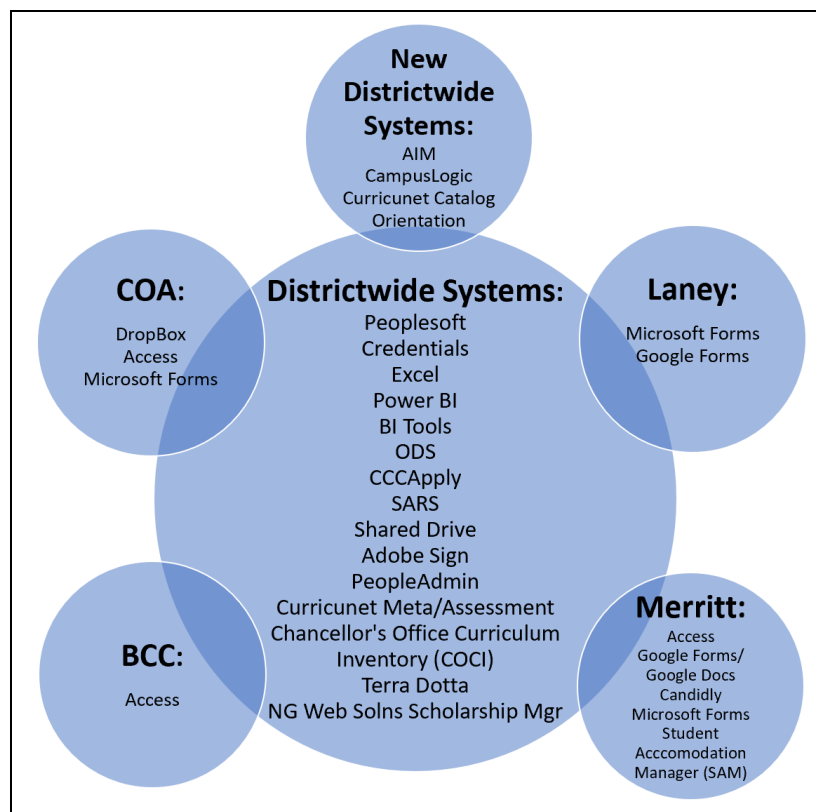 New
Districtwide
Systems:
AIM
CampusLogic
Curricunet Catalog
Orientation
COA:
DropBox
Access
Microsoft Forms
Districtwide Systems:
Peoplesoft
Credentials
Excel
Power BI
BI Tools
ODS
CCCApply
SARS
Shared Drive
Adobe Sign
PeopleAdmin
Curricunet Meta/Assessment
Chancellor's Office Curriculum
Inventory (COCI)
Terra Dotta
NG Web Solns Scholarship Mgr
Laney:
Microsoft Forms
Google Forms
BCC:
Access
Merritt:
Access
Google Forms/
Google Docs
Candidly
Microsoft Forms
Student
Acccomodation
Manager (SAM)